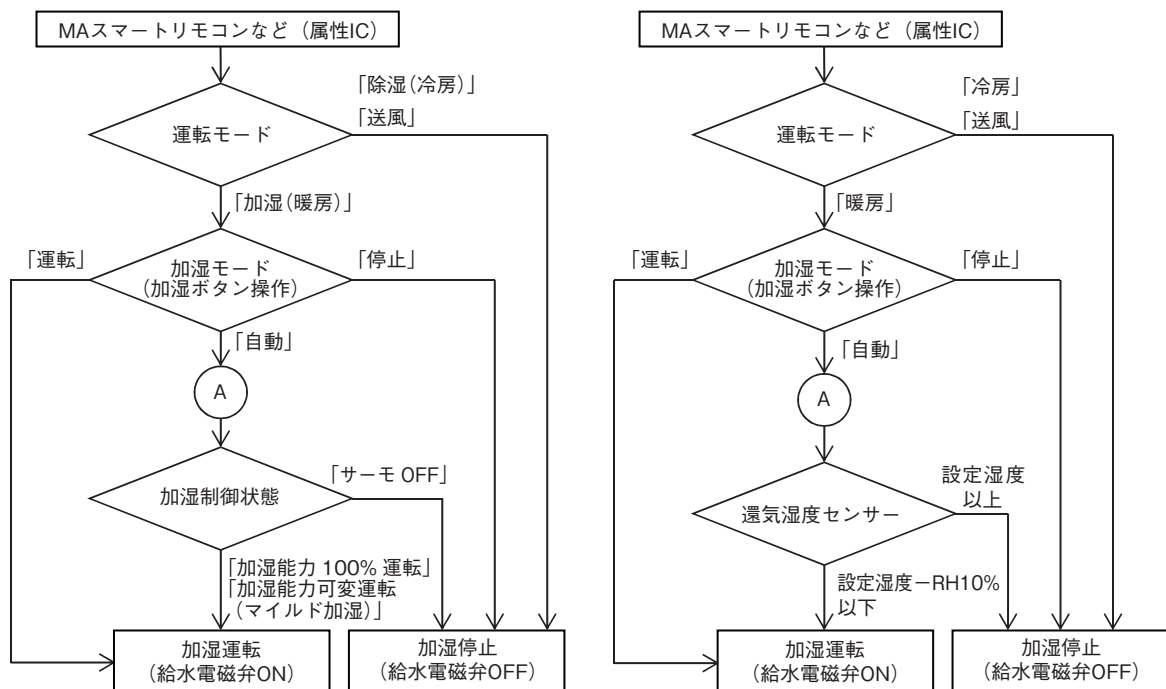 MAスマートリモコンなど（属性IC）
「除湿（冷房）」
「送風」
運転モード
「加湿（暖房）」
「運転」
加湿モード
（加湿ボタン操作）
「停止」
「自動」
A
「サーモ OFF」
加湿制御状態
「加湿能力 100% 運転」
「加湿能力可変運転
（マイルド加湿）」
加湿運転
（給水電磁弁ON）
加湿停止
（給水電磁弁OFF）
MAスマートリモコンなど（属性IC）
「冷房」
「送風」
運転モード
「暖房」
「運転」
加湿モード
（加湿ボタン操作）
「停止」
「自動」
A
設定湿度
以上
還気湿度センサー
設定湿度－RH10%
以下
加湿運転
（給水電磁弁ON）
加湿停止
（給水電磁弁OFF）